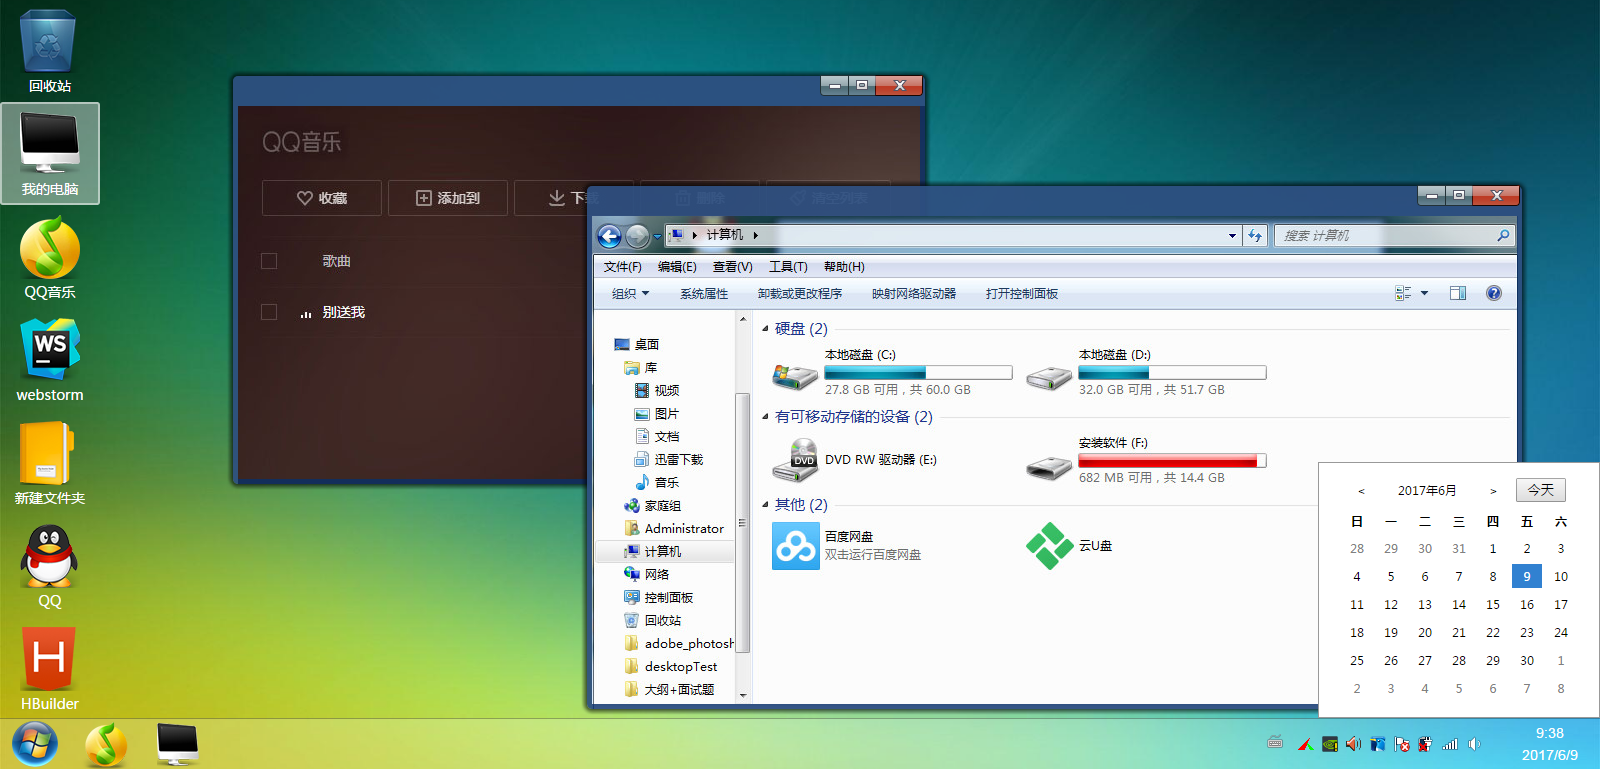 回收站
我的电脑
QQ音乐
WS
webstorm
新建文件夹
QQ
H
HBuilder
QQ音乐
收藏
添加到
下载
删除
清空列表
歌曲
别送我
计算机
搜索 计算机
文件(F) 编辑(E) 查看(V) 工具(T) 帮助(H)
组织 系统属性 卸载或更改程序 映射网络驱动器 打开控制面板
桌面
库
视频
图片
文档
迅雷下载
音乐
家庭组
Administrator
计算机
网络
控制面板
回收站
adobe_photosh
desktopTest
大纲+面试题
硬盘 (2)
本地磁盘 (C:)
27.8 GB 可用，共 60.0 GB
本地磁盘 (D:)
32.0 GB 可用，共 51.7 GB
有可移动存储的设备 (2)
DVD
DVD RW 驱动器 (E:)
安装软件 (F:)
682 MB 可用，共 14.4 GB
其他 (2)
百度网盘
双击运行百度网盘
云U盘
< 2017年6月 > 今天
日 一 二 三 四 五 六
28 29 30 31 1 2 3
4 5 6 7 8 9 10
11 12 13 14 15 16 17
18 19 20 21 22 23 24
25 26 27 28 29 30 1
2 3 4 5 6 7 8
9:38
2017/6/9